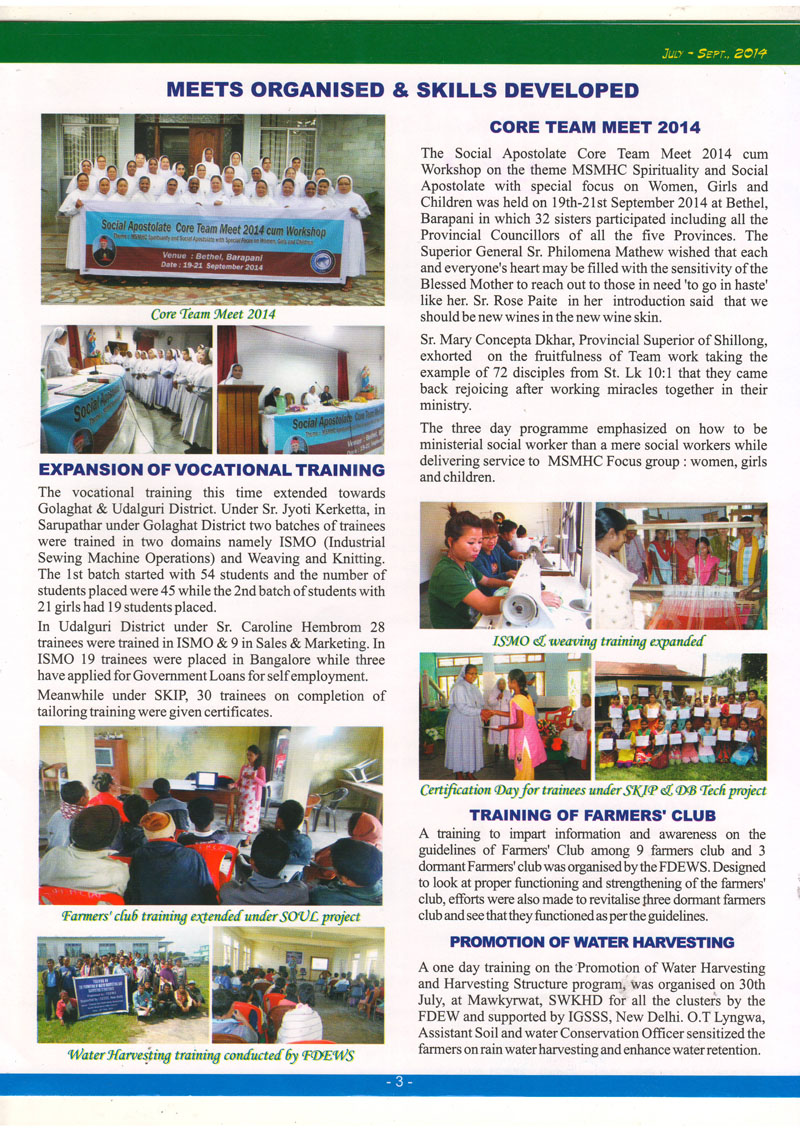 JULY - SEPT., 2014
MEETS ORGANISED & SKILLS DEVELOPED
Social Apostolate Core Team Meet 2014 cum Workshop
Theme : MSMHC Spirituality and Social Apostolate with Special Focus on Women, Girls and Children
Venue : Bethel, Barapani
Date : 19-21 September 2014
Core Team Meet 2014
Social Aposto
Social Apostolate Core Tea
Venue : Bethel,
EXPANSION OF VOCATIONAL TRAINING
The vocational training this time extended towards
Golaghat & Udalguri District. Under Sr. Jyoti Kerketta, in
Sarupathar under Golaghat District two batches of trainees
were trained in two domains namely ISMO (Industrial
Sewing Machine Operations) and Weaving and Knitting.
The 1st batch started with 54 students and the number of
students placed were 45 while the 2nd batch of students with
21 girls had 19 students placed.
In Udalguri District under Sr. Caroline Hembrom 28
trainees were trained in ISMO & 9 in Sales & Marketing. In
ISMO 19 trainees were placed in Bangalore while three
have applied for Government Loans for self employment.
Meanwhile under SKIP, 30 trainees on completion of
tailoring training were given certificates.
Farmers' club training extended under SOUL project
Water Harvesting training conducted by FDEWS
CORE TEAM MEET 2014
The Social Apostolate Core Team Meet 2014 cum
Workshop on the theme MSMHC Spirituality and Social
Apostolate with special focus on Women, Girls and
Children was held on 19th-21st September 2014 at Bethel,
Barapani in which 32 sisters participated including all the
Provincial Councillors of all the five Provinces. The
Superior General Sr. Philomena Mathew wished that each
and everyone's heart may be filled with the sensitivity of the
Blessed Mother to reach out to those in need 'to go in haste'
like her. Sr. Rose Paite in her introduction said that we
should be new wines in the new wine skin.
Sr. Mary Concepta Dkhar, Provincial Superior of Shillong,
exhorted on the fruitfulness of Team work taking the
example of 72 disciples from St. Lk 10:1 that they came
back rejoicing after working miracles together in their
ministry.
The three day programme emphasized on how to be
ministerial social worker than a mere social workers while
delivering service to MSMHC Focus group : women, girls
and children.
ISMO & weaving training expanded
Certification Day for trainees under SKIP & DB Tech project
TRAINING OF FARMERS' CLUB
A training to impart information and awareness on the
guidelines of Farmers' Club among 9 farmers club and 3
dormant Farmers' club was organised by the FDEWS. Designed
to look at proper functioning and strengthening of the farmers'
club, efforts were also made to revitalise three dormant farmers
club and see that they functioned as per the guidelines.
PROMOTION OF WATER HARVESTING
A one day training on the Promotion of Water Harvesting
and Harvesting Structure program, was organised on 30th
July, at Mawkyrwat, SWKHD for all the clusters by the
FDEW and supported by IGSSS, New Delhi. O.T Lyngwa,
Assistant Soil and water Conservation Officer sensitized the
farmers on rain water harvesting and enhance water retention.
- 3 -